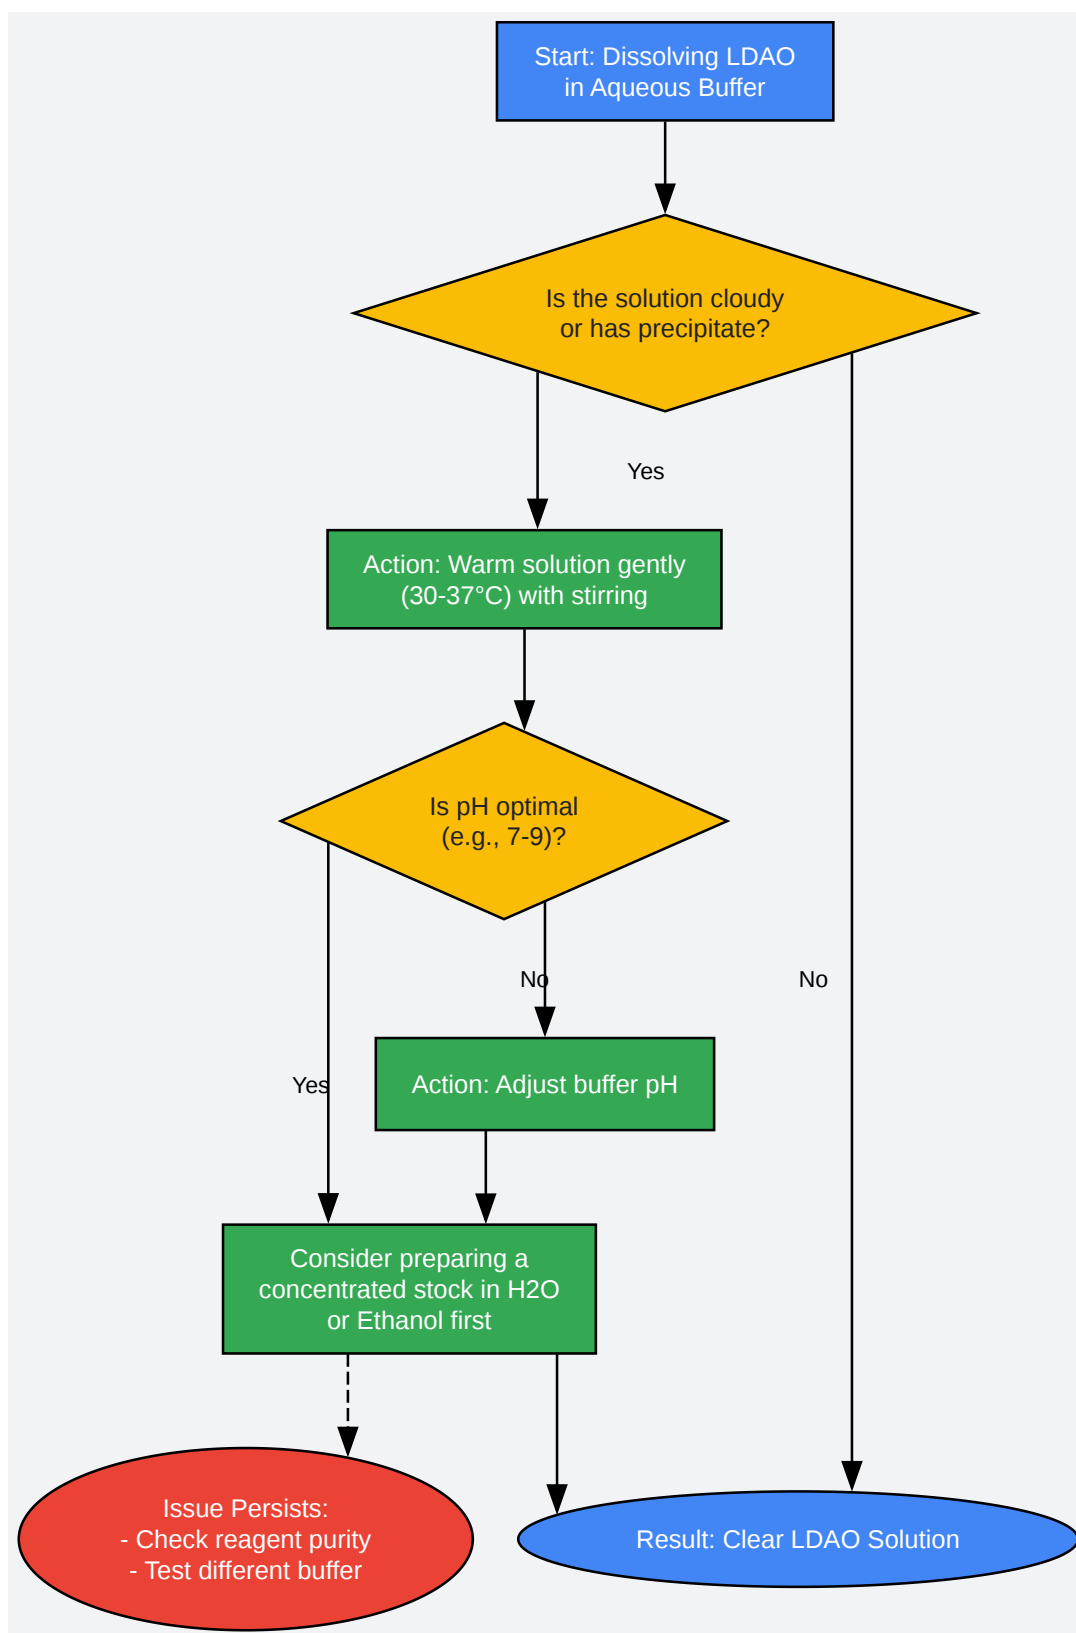 Start: Dissolving LDAO
in Aqueous Buffer
Is the solution cloudy
or has precipitate?
Yes
Action: Warm solution gently
(30-37°C) with stirring
Is pH optimal
(e.g., 7-9)?
No
No
Yes
Action: Adjust buffer pH
Consider preparing a
concentrated stock in H2O
or Ethanol first
Issue Persists:
- Check reagent purity
- Test different buffer
Result: Clear LDAO Solution